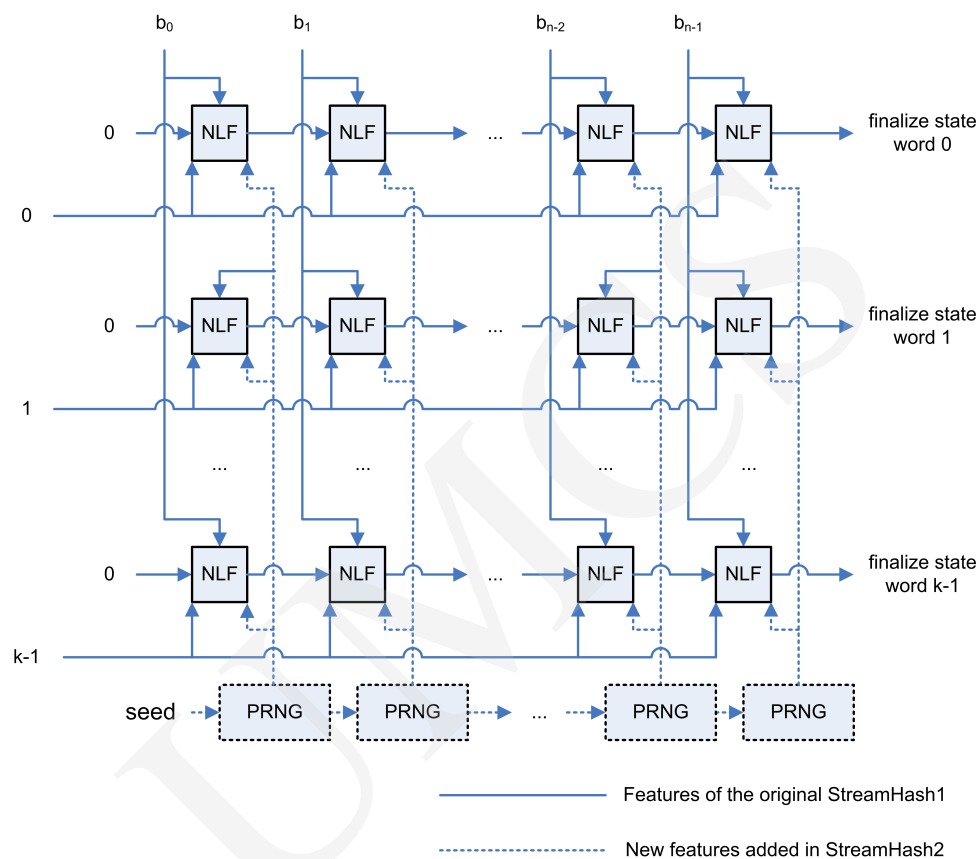 b0 b1 bn-2 bn-1
0 NLF NLF ... NLF NLF finalize state
word 0
0
0 NLF NLF ... NLF NLF finalize state
word 1
1
... ... ... ...
0 NLF NLF ... NLF NLF finalize state
word k-1
k-1
seed PRNG PRNG ... PRNG PRNG
Features of the original StreamHash1
New features added in StreamHash2
UMCS